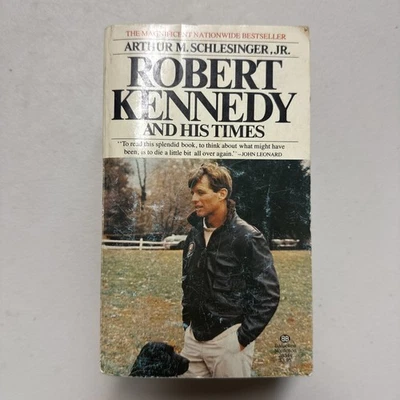 THE MAGNIFICENT NATIONWIDE BESTSELLER
ARTHUR M. SCHLESINGER, JR.
ROBERT
KENNEDY
AND HIS TIMES
"To read this splendid book, to think about what might have
been, is to die a little bit all over again."—JOHN LEONARD
BB